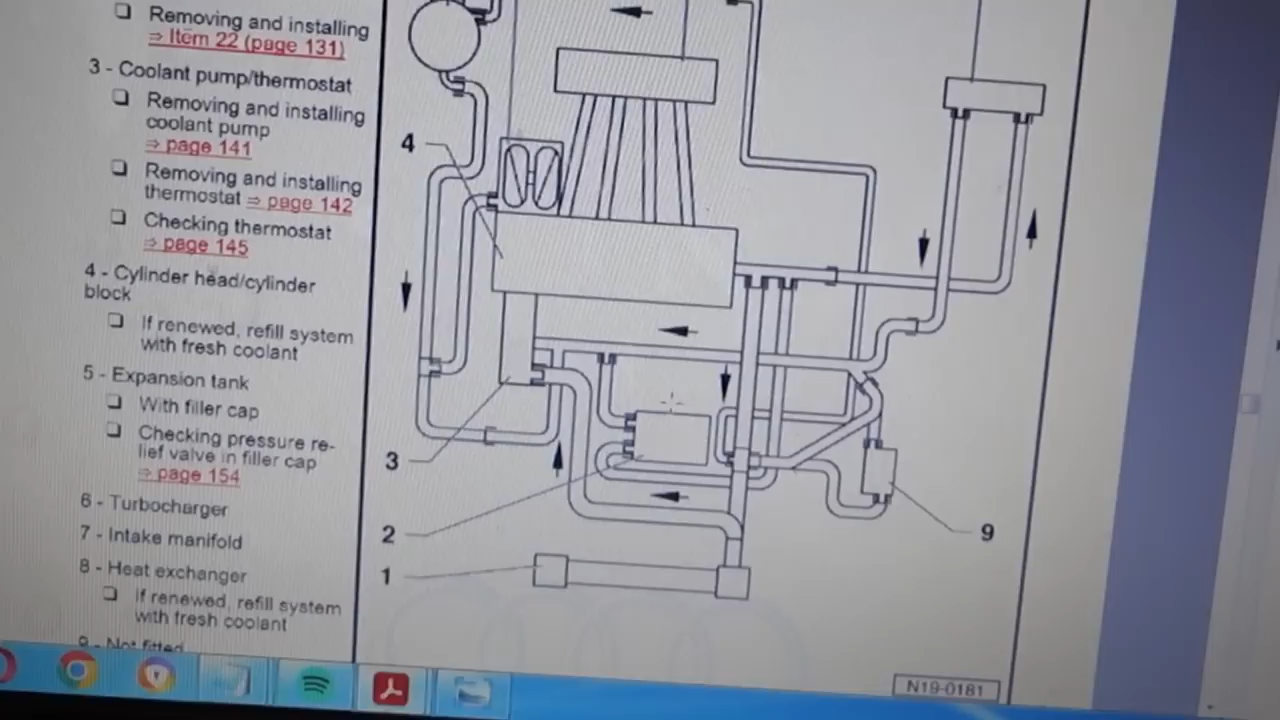 Removing and installing
⇒ Item 22 (page 131)
3 - Coolant pump/thermostat
Removing and installing
coolant pump
⇒ page 141
Removing and installing
thermostat ⇒ page 142
Checking thermostat
⇒ page 145
4 - Cylinder head/cylinder
block
If renewed, refill system
with fresh coolant
5 - Expansion tank
With filler cap
Checking pressure re-
lief valve in filler cap
⇒ page 154
6 - Turbocharger
7 - Intake manifold
8 - Heat exchanger
If renewed, refill system
with fresh coolant
9 - Not fitted
4
3
2
1
9
N19-0181